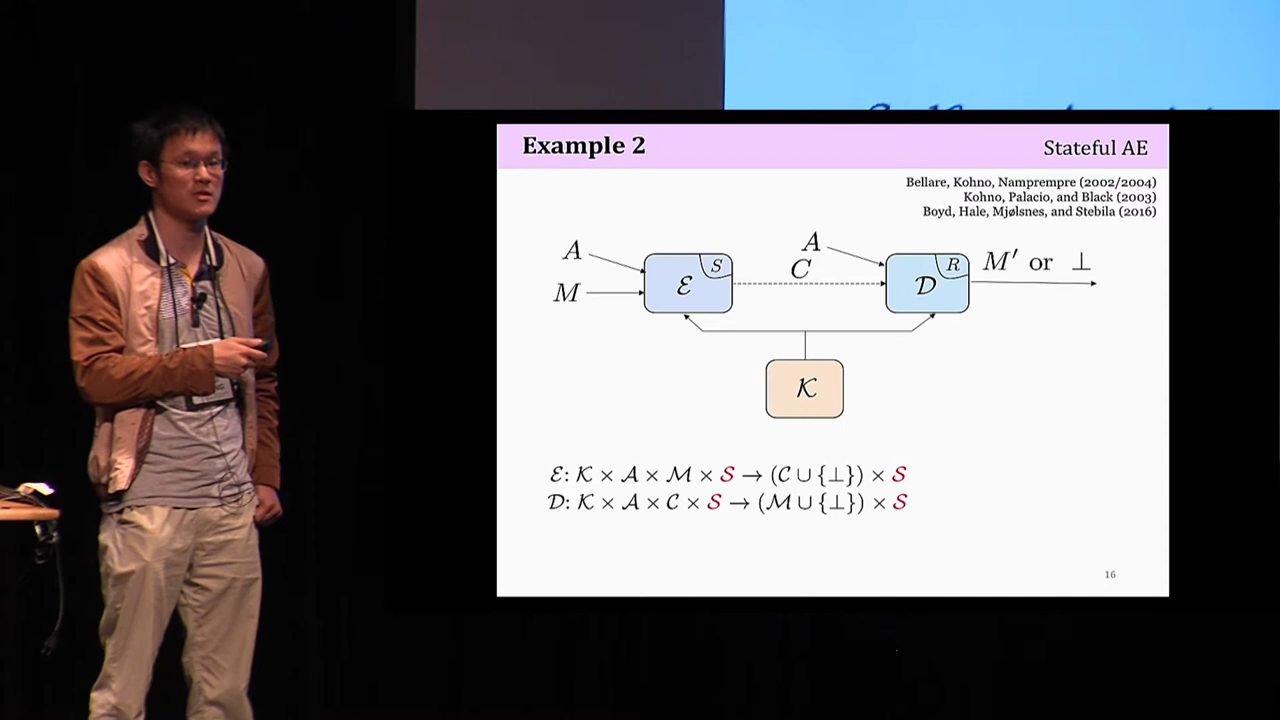 Example 2
Stateful AE
Bellare, Kohno, Namprempre (2002/2004)
Kohno, Palacio, and Black (2003)
Boyd, Hale, Mjølsnes, and Stebila (2016)
A
M
ℰ
S
A
C
𝒟
R
M′ or ⊥
𝒦
ℰ: 𝒦 × 𝒜 × ℳ × 𝒮 → (𝒞 ∪ {⊥}) × 𝒮
𝒟: 𝒦 × 𝒜 × 𝒞 × 𝒮 → (ℳ ∪ {⊥}) × 𝒮
16